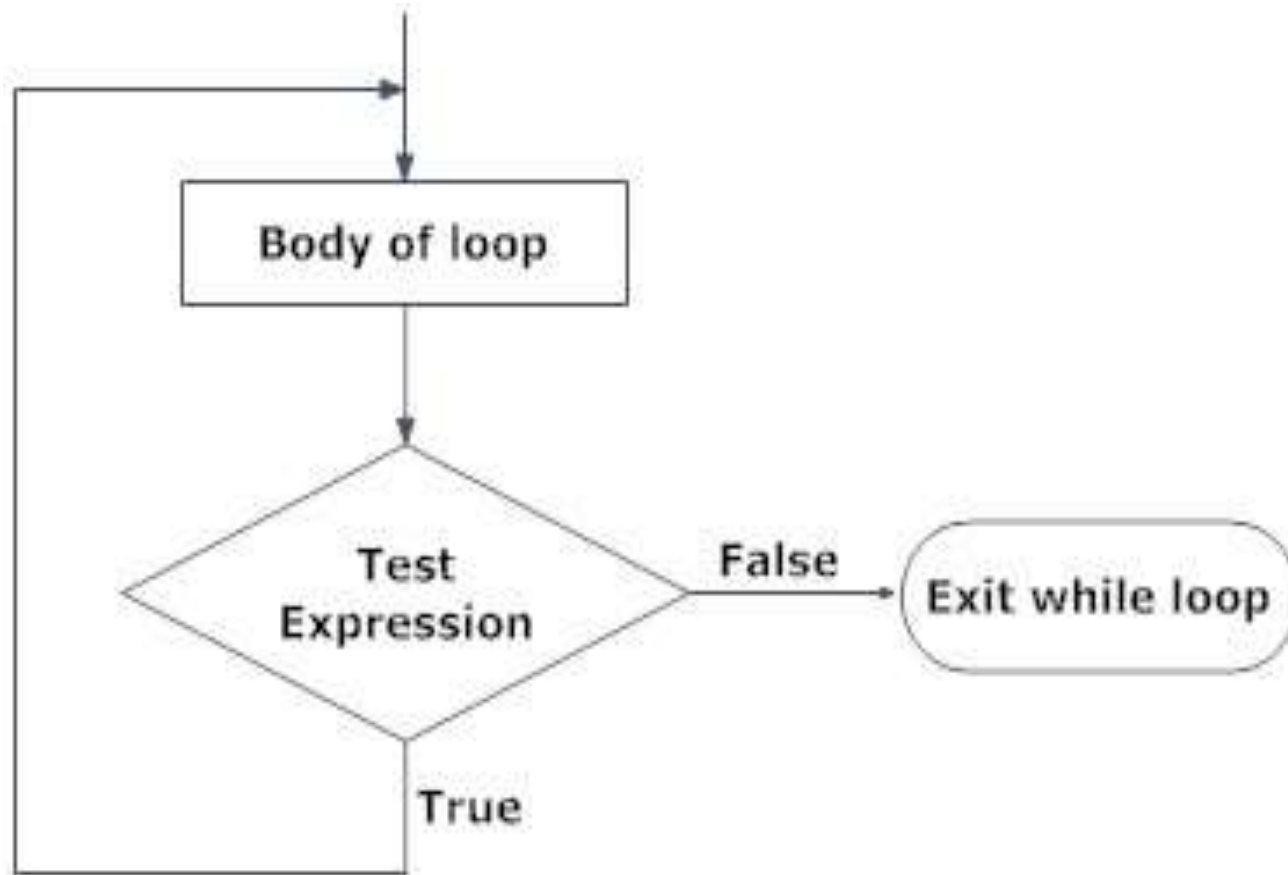 Body of loop
Test
Expression
False
Exit while loop
True